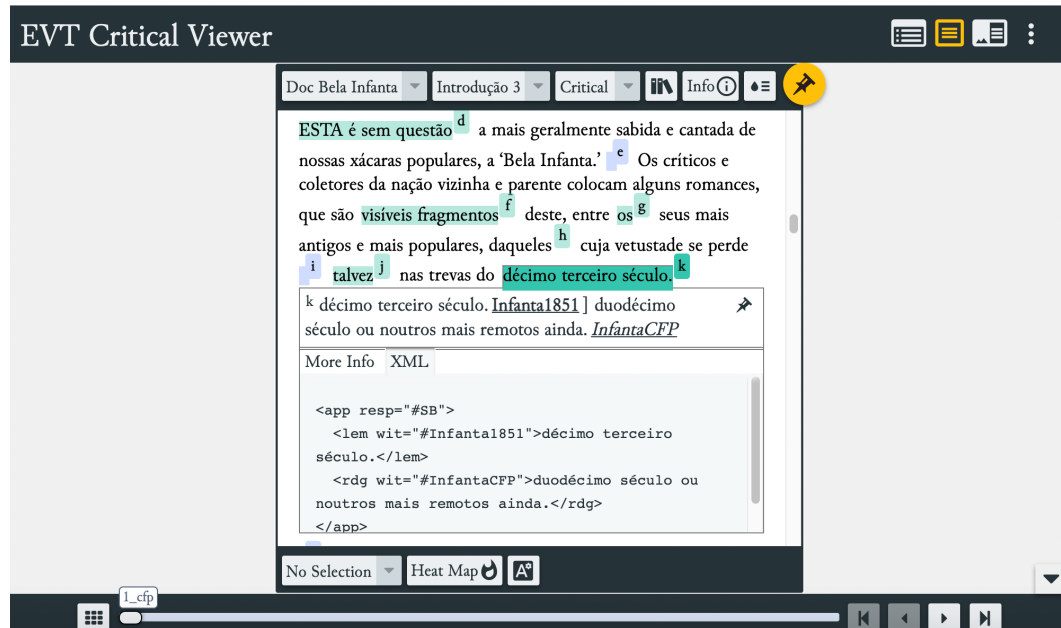 EVT Critical Viewer
Doc Bela Infanta Introdução 3 Critical Info
ESTA é sem questão d a mais geralmente sabida e cantada de
nossas xácaras populares, a ‘Bela Infanta.’ e Os críticos e
coletores da nação vizinha e parente colocam alguns romances,
que são visíveis fragmentos f deste, entre os g seus mais
antigos e mais populares, daqueles h cuja vetustade se perde
i talvez j nas trevas do décimo terceiro século. k
k décimo terceiro século. Infanta1851 ] duodécimo
século ou noutros mais remotos ainda. InfantaCFP
More Info XML
<app resp="#SB">
<lem wit="#Infanta1851">décimo terceiro
século.</lem>
<rdg wit="#InfantaCFP">duodécimo século ou
noutros mais remotos ainda.</rdg>
</app>
No Selection Heat Map A
1_cfp